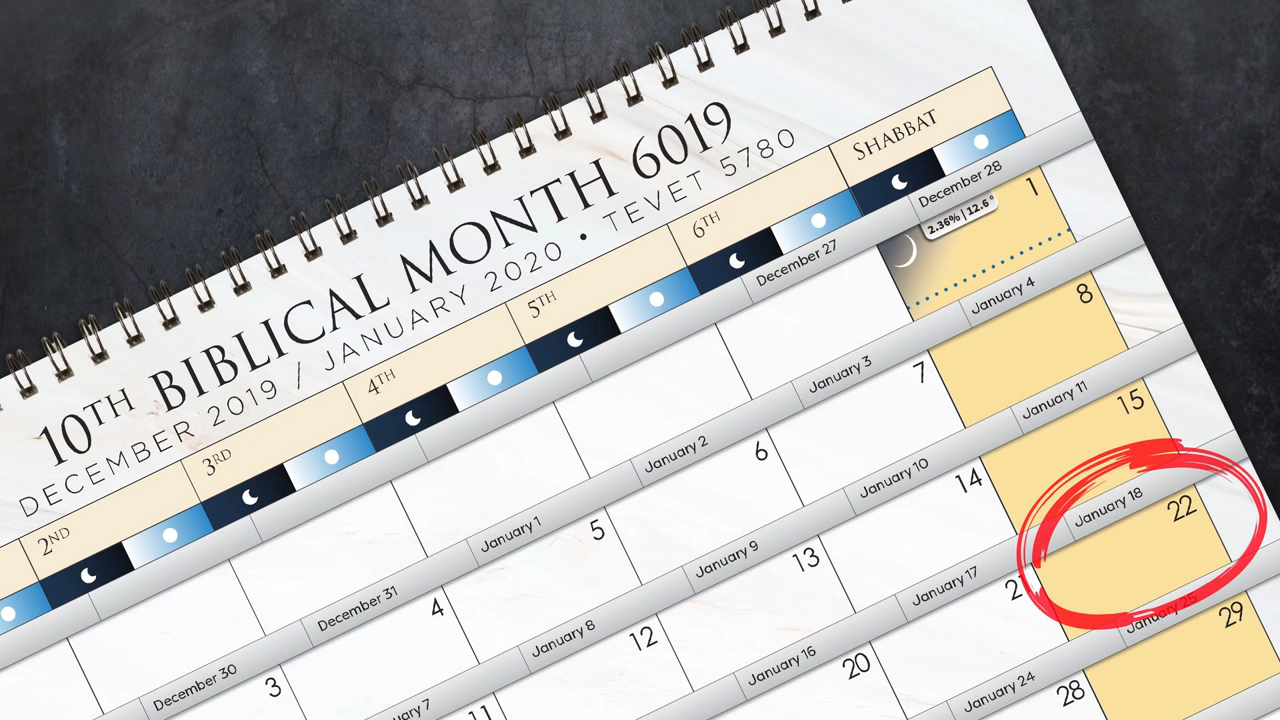 10TH BIBLICAL MONTH 6019
DECEMBER 2019 / JANUARY 2020 • TEVET 5780
2ND
3RD
4TH
5TH
6TH
SHABBAT
December 27
December 28
2.36% | 12.6°
1
December 30
December 31
January 1
January 2
January 3
January 4
3
4
5
6
7
8
January 8
January 9
January 10
January 11
11
12
13
14
15
January 16
January 17
January 18
20
22
January 24
January 25
28
29